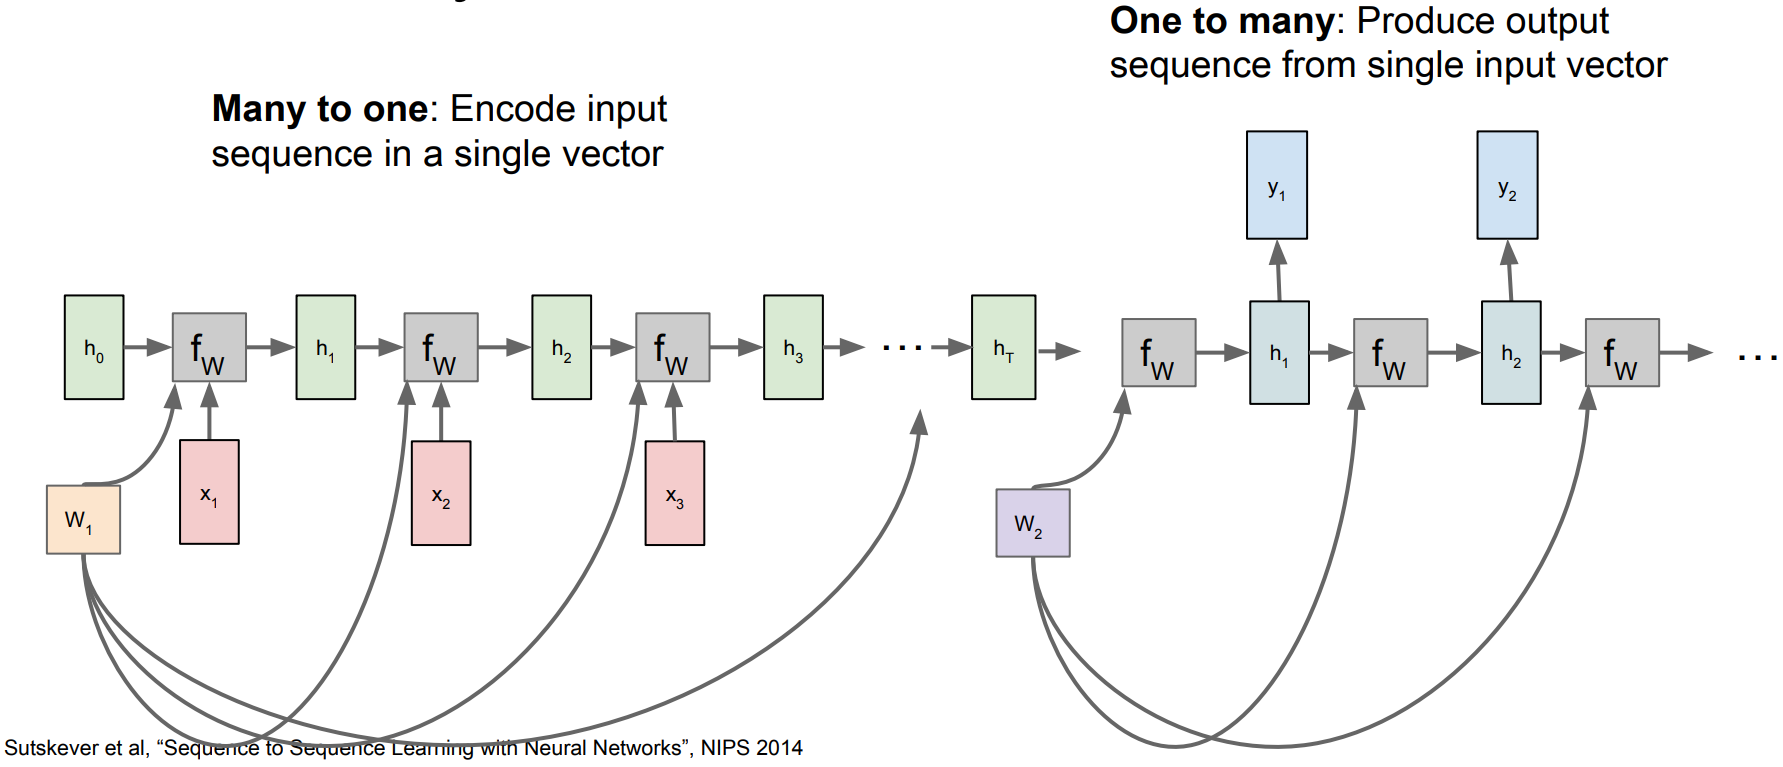 One to many: Produce output
sequence from single input vector
Many to one: Encode input
sequence in a single vector
y1 y2
h0 fW h1 fW h2 fW h3 ... hT fW h1 fW h2 fW ...
x1 x2 x3
W1 W2
Sutskever et al, “Sequence to Sequence Learning with Neural Networks”, NIPS 2014